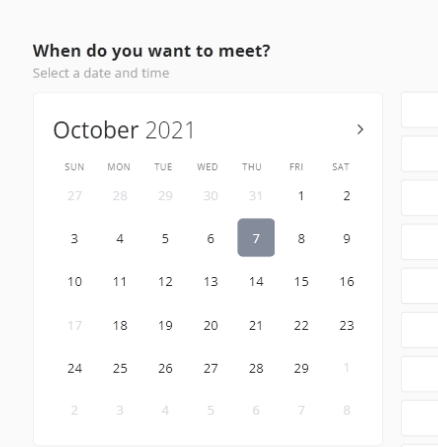 When do you want to meet?
Select a date and time
October 2021
SUN MON TUE WED THU FRI SAT
27 28 29 30 31 1 2
3 4 5 6 7 8 9
10 11 12 13 14 15 16
17 18 19 20 21 22 23
24 25 26 27 28 29 1
2 3 4 5 6 7 8